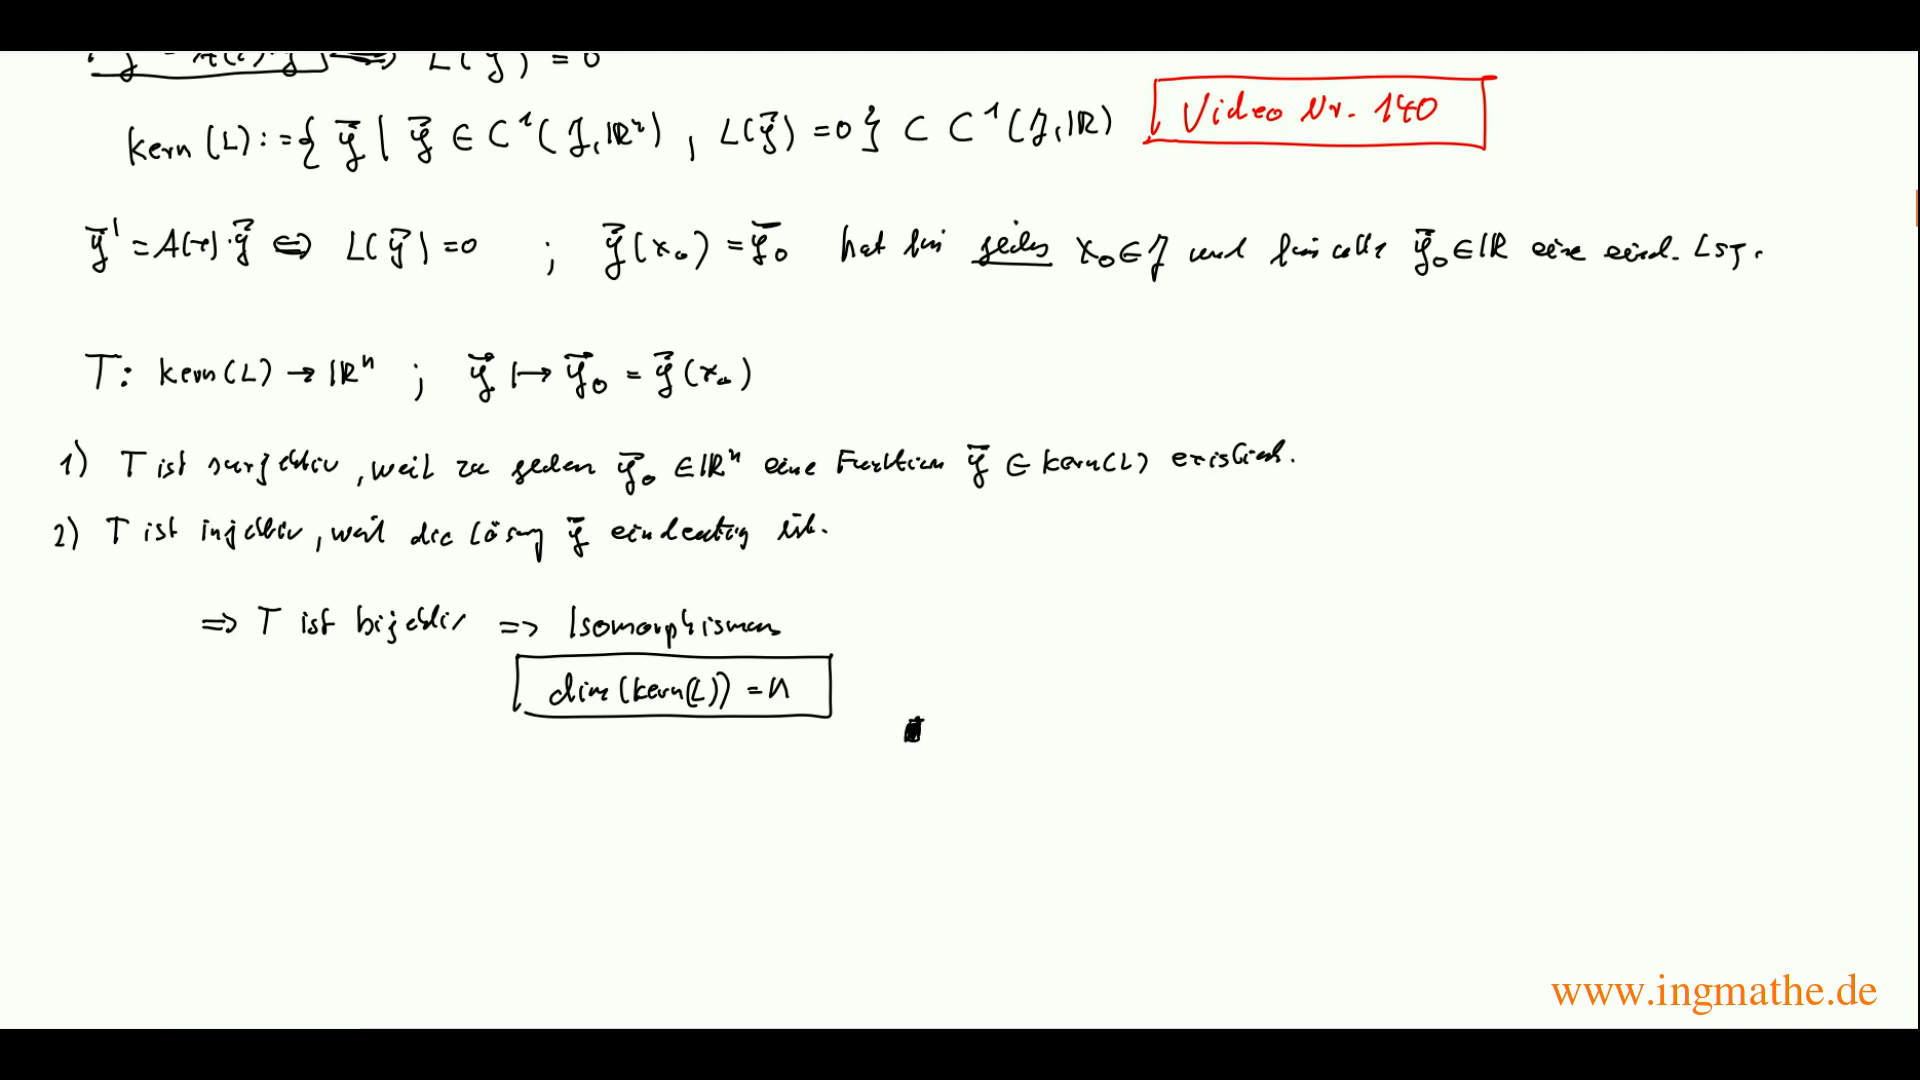 y⃗' = A(t)·y⃗ ⟺ L(y⃗) = 0
kern(L) := { y⃗ | y⃗ ∈ C¹(J, ℝⁿ), L(y⃗) = 0 } ⊂ C¹(J, ℝ)
Video Nr. 140
y⃗' = A(t)·y⃗ ⟺ L(y⃗) = 0 ; y⃗(x₀) = y⃗₀ hat für jedes x₀ ∈ J und für alle y⃗₀ ∈ ℝ eine eind. Lsg.
T: kern(L) → ℝⁿ ; y⃗ ↦ y⃗₀ = y⃗(x₀)
1) T ist surjektiv, weil zu jedem y⃗₀ ∈ ℝⁿ eine Funktion y⃗ ∈ kern(L) existiert.
2) T ist injektiv, weil die Lösung y⃗ eindeutig ist.
⇒ T ist bijektiv ⇒ Isomorphismus
dim(kern(L)) = n
www.ingmathe.de